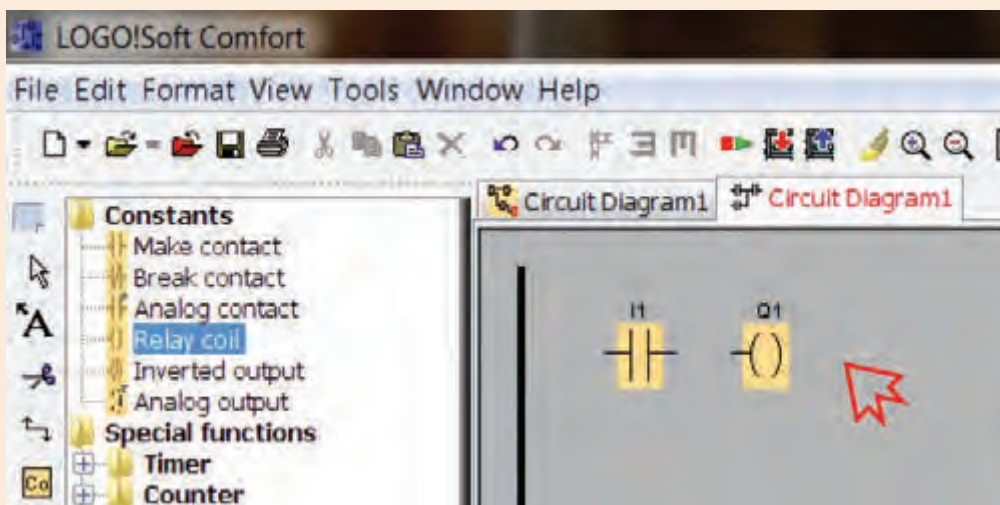 LOGO!Soft Comfort
File Edit Format View Tools Window Help
Circuit Diagram1 Circuit Diagram1
Constants
Make contact
Break contact
Analog contact
Relay coil
Inverted output
Analog output
Special functions
Timer
Counter
I1 Q1
A
Co